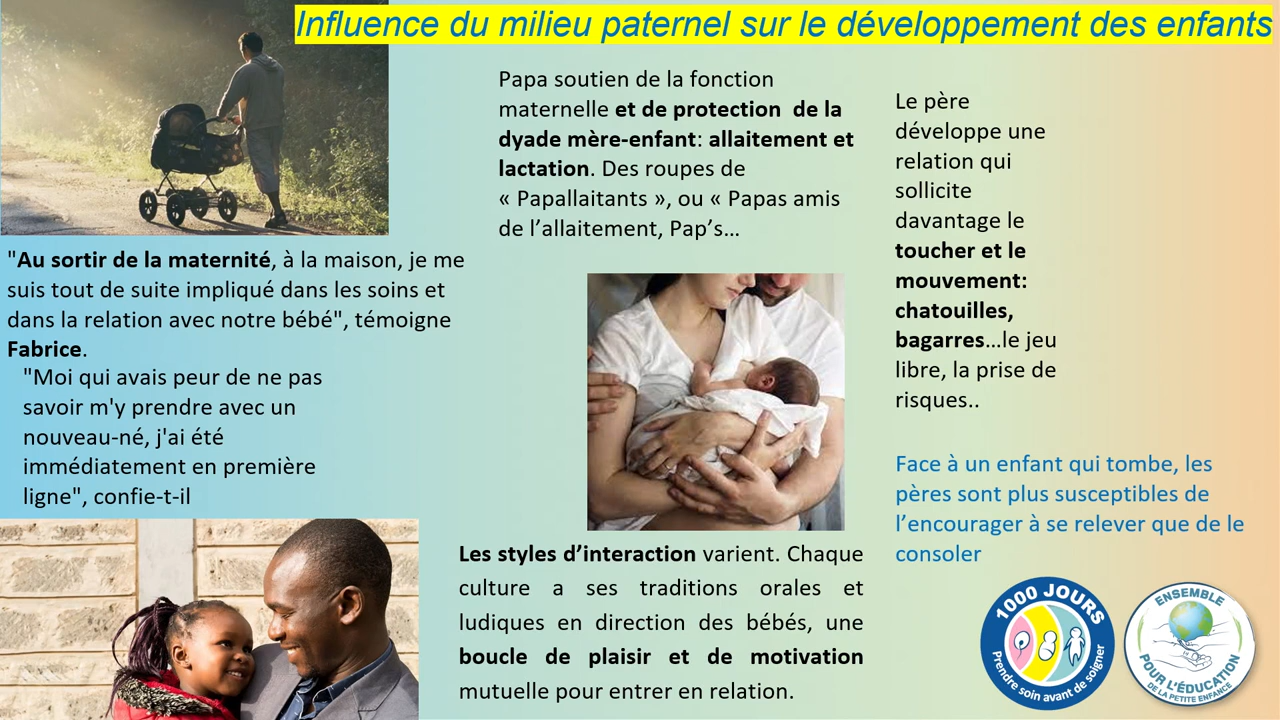 Influence du milieu paternel sur le développement des enfants
"Au sortir de la maternité, à la maison, je me
suis tout de suite impliqué dans les soins et
dans la relation avec notre bébé", témoigne
Fabrice.
"Moi qui avais peur de ne pas
savoir m'y prendre avec un
nouveau-né, j'ai été
immédiatement en première
ligne", confie-t-il
Papa soutien de la fonction
maternelle et de protection de la
dyade mère-enfant: allaitement et
lactation. Des roupes de
« Papallaitants », ou « Papas amis
de l’allaitement, Pap’s…
Les styles d’interaction varient. Chaque
culture a ses traditions orales et
ludiques en direction des bébés, une
boucle de plaisir et de motivation
mutuelle pour entrer en relation.
Le père
développe une
relation qui
sollicite
davantage le
toucher et le
mouvement:
chatouilles,
bagarres…le jeu
libre, la prise de
risques..
Face à un enfant qui tombe, les
pères sont plus susceptibles de
l’encourager à se relever que de le
consoler
1000 JOURS
Prendre soin avant de soigner
ENSEMBLE
POUR L'ÉDUCATION
DE LA PETITE ENFANCE